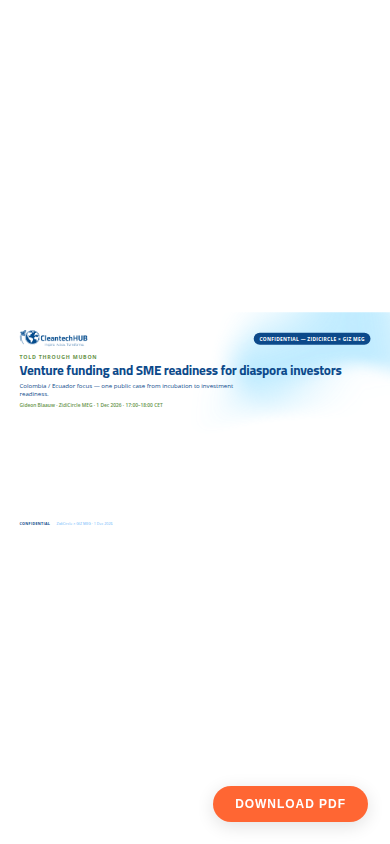 CleantechHUB
CONFIDENTIAL — ZIDICIRCLE × GIZ MEG
TOLD THROUGH MUBON
Venture funding and SME readiness for diaspora investors
Colombia / Ecuador focus — one public case from incubation to investment
readiness.
Gideon Blaauw · ZidiCircle MEG · 1 Dec 2026 · 17:00–18:00 CET
CONFIDENTIAL
DOWNLOAD PDF